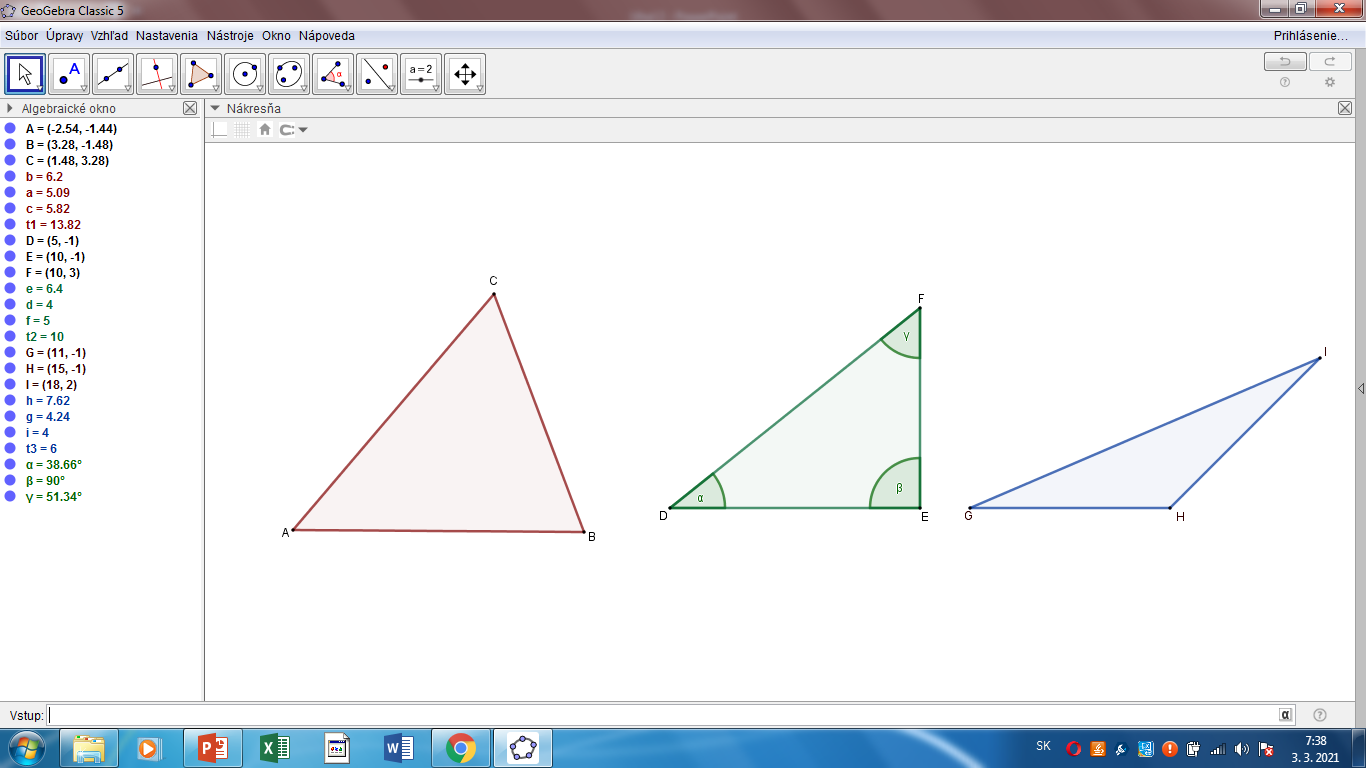 GeoGebra Classic 5
Súbor Úpravy Vzhľad Nastavenia Nástroje Okno Nápoveda Prihlásenie...
A α a=2
Algebraické okno
Nákresňa
A = (-2.54, -1.44)
B = (3.28, -1.48)
C = (1.48, 3.28)
b = 6.2
a = 5.09
c = 5.82
t1 = 13.82
D = (5, -1)
E = (10, -1)
F = (10, 3)
e = 6.4
d = 4
f = 5
t2 = 10
G = (11, -1)
H = (15, -1)
I = (18, 2)
h = 7.62
g = 4.24
i = 4
t3 = 6
α = 38.66°
β = 90°
γ = 51.34°
C
A
B
F
γ
α
β
D
E
I
G
H
Vstup:
α
SK
7:38
3. 3. 2021